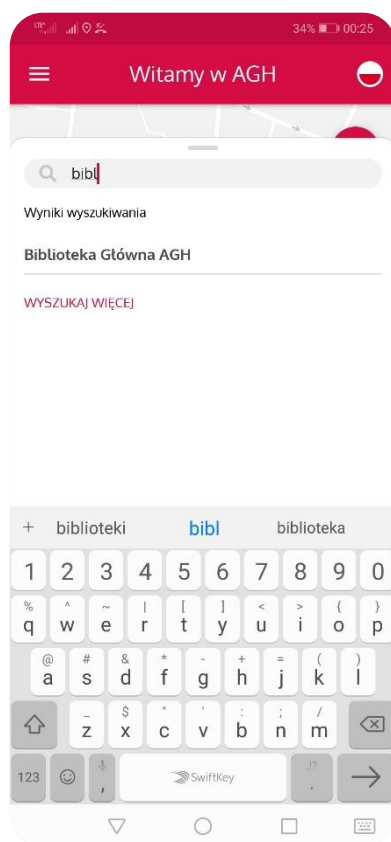 34% 00:25
Witamy w AGH
bibl
Wyniki wyszukiwania
Biblioteka Główna AGH
WYSZUKAJ WIĘCEJ
+ biblioteki bibl biblioteka
1 2 3 4 5 6 7 8 9 0
% ^ ~ | [ ] < > { }
q w e r t y u i o p
@ # & * - + = ( )
a s d f g h j k l
_ $ " ' : ; /
z x c v b n m
123 , SwiftKey !? .